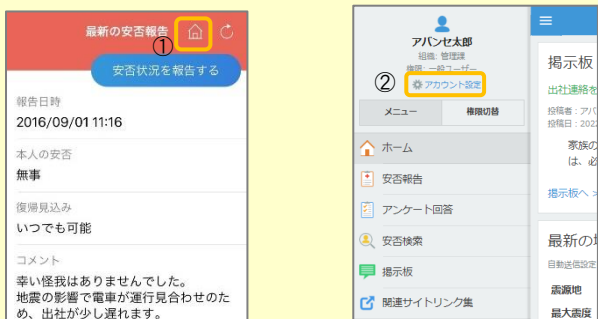 最新の安否報告
①
安否状況を報告する
報告日時
2016/09/01 11:16
本人の安否
無事
復帰見込み
いつでも可能
コメント
幸い怪我はありませんでした。
地震の影響で電車が運行見合わせのた
め、出社が少し遅れます。
アバンセ太郎
組織: 管理課
権限: 一般ユーザー
②
アカウント設定
メニュー
権限切替
ホーム
安否報告
アンケート回答
安否検索
掲示板
関連サイトリンク集
掲示板
出社連絡を
投稿者：アバ
投稿日：202
家族の
は、必
掲示板へ >
最新の
自動送信設定
震源地
最大震度